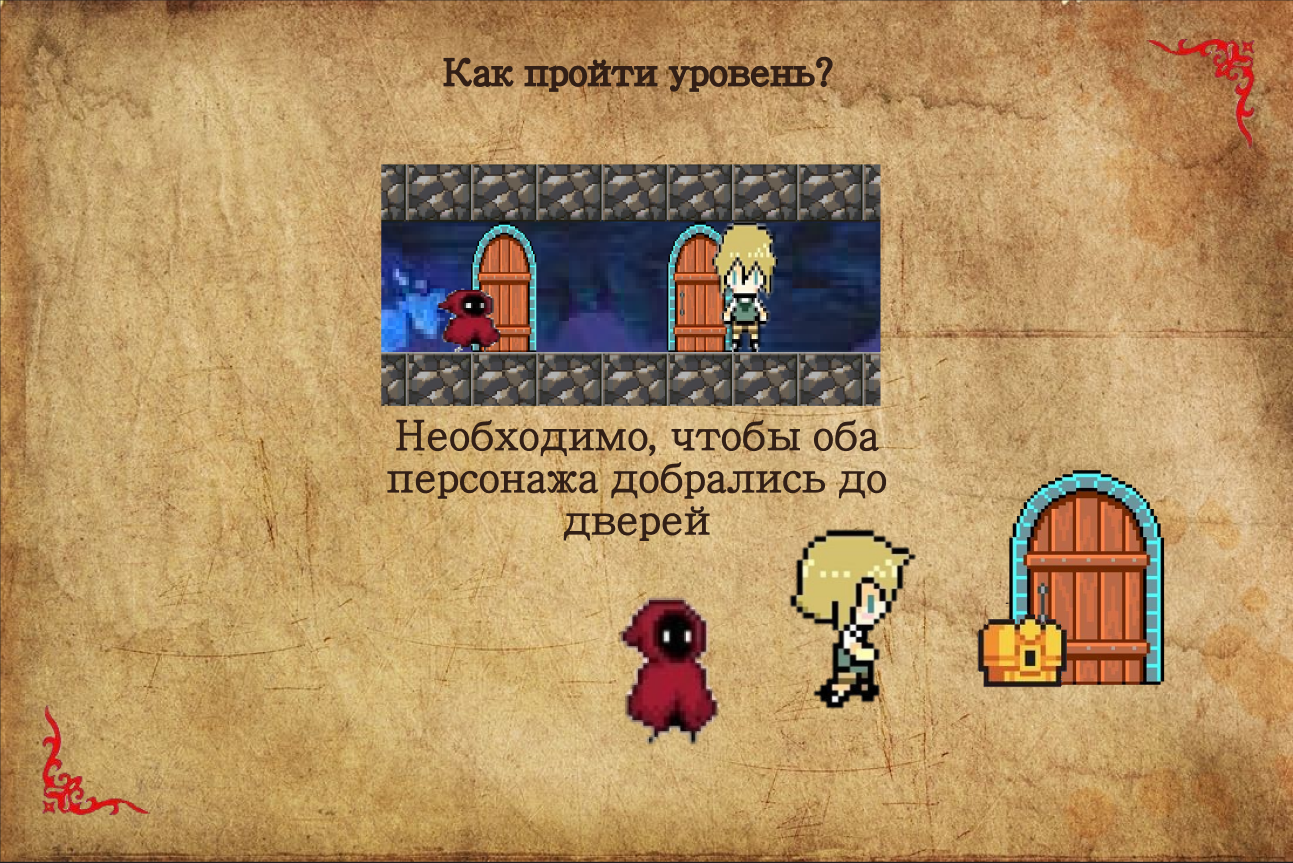 Как пройти уровень?
Необходимо, чтобы оба
персонажа добрались до
дверей